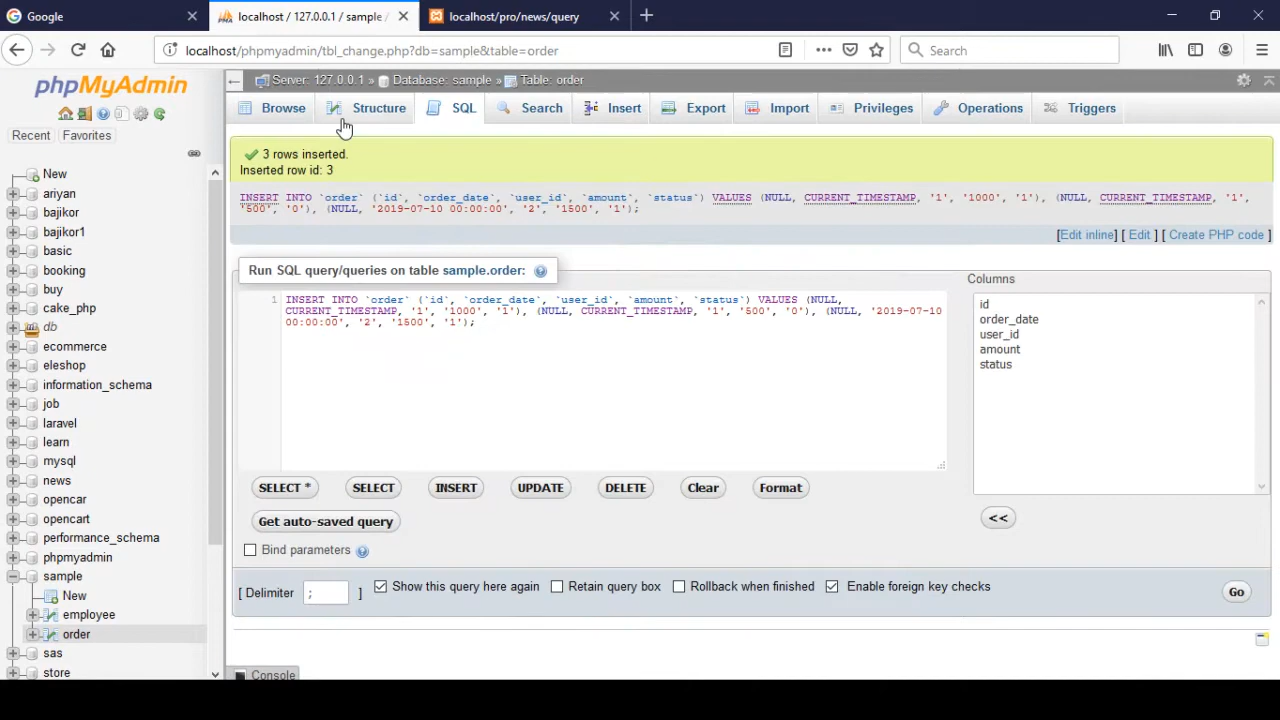 Google
localhost / 127.0.0.1 / sample /
localhost/pro/news/query
localhost/phpmyadmin/tbl_change.php?db=sample&table=order
Search
phpMyAdmin
Recent
Favorites
New
ariyan
bajikor
bajikor1
basic
booking
buy
cake_php
db
ecommerce
eleshop
information_schema
job
laravel
learn
mysql
news
opencar
opencart
performance_schema
phpmyadmin
sample
New
employee
order
sas
store
Server: 127.0.0.1 » Database: sample » Table: order
Browse
Structure
SQL
Search
Insert
Export
Import
Privileges
Operations
Triggers
3 rows inserted.
Inserted row id: 3
INSERT INTO `order` (`id`, `order_date`, `user_id`, `amount`, `status`) VALUES (NULL, CURRENT_TIMESTAMP, '1', '1000', '1'), (NULL, CURRENT_TIMESTAMP, '1',
'500', '0'), (NULL, '2019-07-10 00:00:00', '2', '1500', '1');
[Edit inline] [ Edit ] [ Create PHP code ]
Run SQL query/queries on table sample.order:
1 INSERT INTO `order` (`id`, `order_date`, `user_id`, `amount`, `status`) VALUES (NULL,
CURRENT_TIMESTAMP, '1', '1000', '1'), (NULL, CURRENT_TIMESTAMP, '1', '500', '0'), (NULL, '2019-07-10
00:00:00', '2', '1500', '1');
Columns
id
order_date
user_id
amount
status
SELECT *
SELECT
INSERT
UPDATE
DELETE
Clear
Format
<<
Get auto-saved query
Bind parameters
[ Delimiter ; ]
Show this query here again
Retain query box
Rollback when finished
Enable foreign key checks
Go
Console